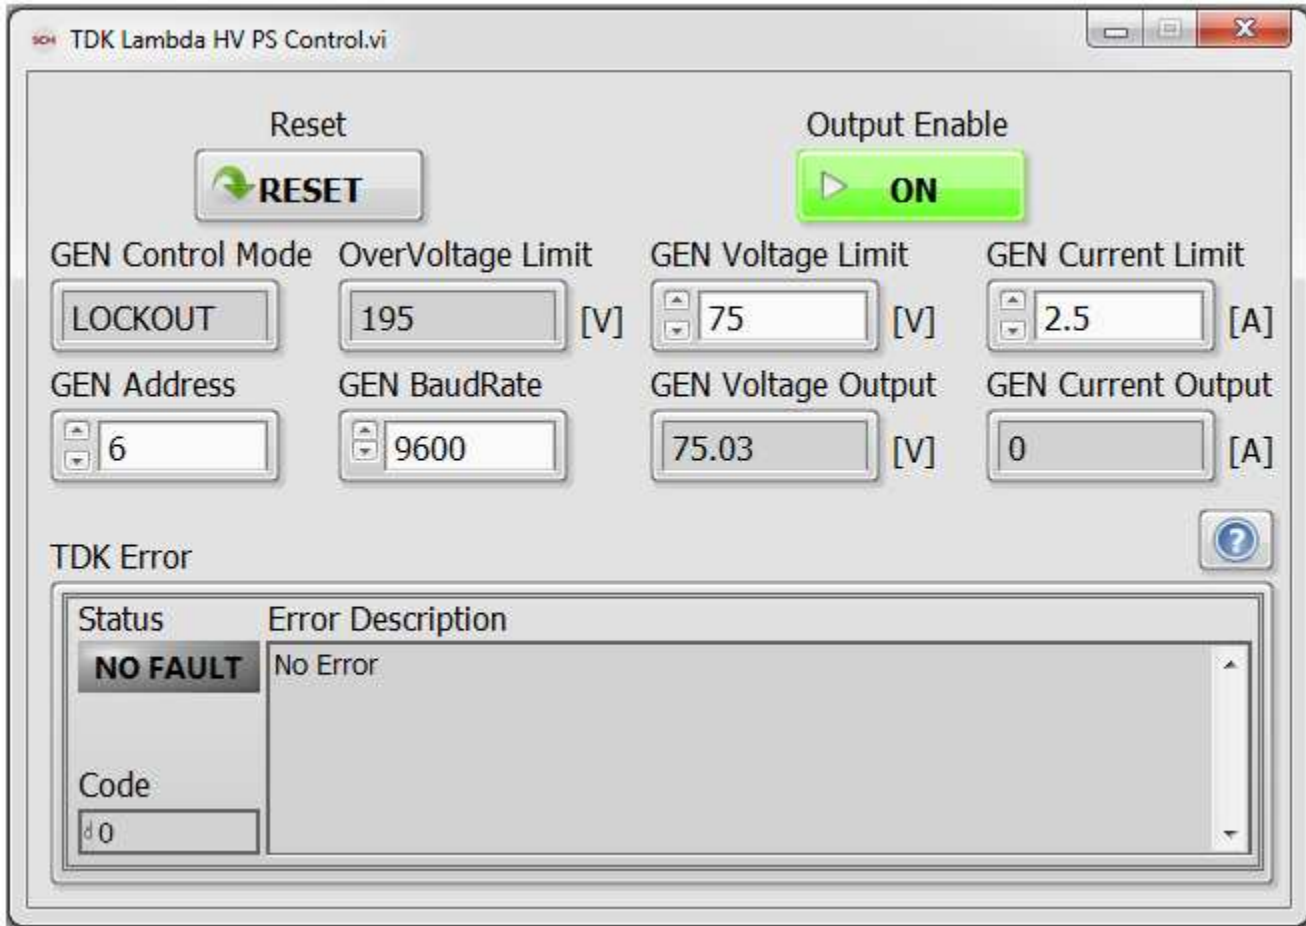 SCH TDK Lambda HV PS Control.vi
Reset Output Enable
RESET ON
GEN Control Mode OverVoltage Limit GEN Voltage Limit GEN Current Limit
LOCKOUT 195 [V] 75 [V] 2.5 [A]
GEN Address GEN BaudRate GEN Voltage Output GEN Current Output
6 9600 75.03 [V] 0 [A]
?
TDK Error
Status Error Description
NO FAULT No Error
Code
d 0